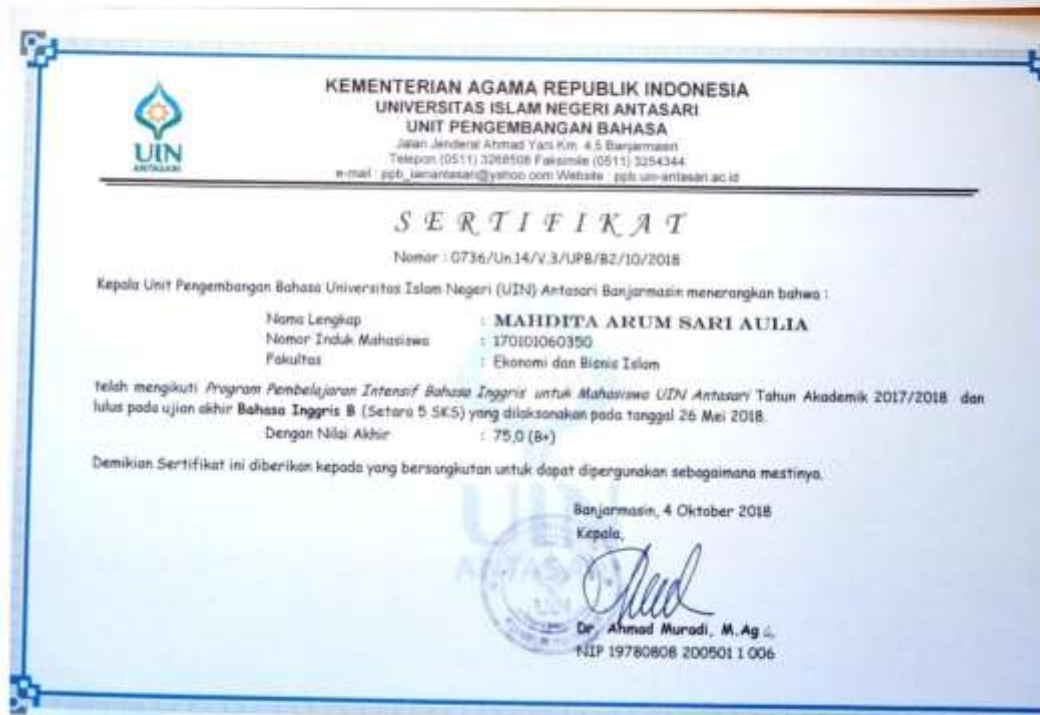 KEMENTERIAN AGAMA REPUBLIK INDONESIA
UNIVERSITAS ISLAM NEGERI ANTASARI
UNIT PENGEMBANGAN BAHASA
Jalan Jenderal Ahmad Yani Km. 4,5 Banjarmasin
Telepon (0511) 3268508 Faksimile (0511) 3254344
e-mail : ppb_iainantasari@yahoo.com Website : ppb.uin-antasari.ac.id
UIN
ANTASARI
SERTIFIKAT
Nomor : 0736/Un.14/V.3/UPB/B2/10/2018
Kepala Unit Pengembangan Bahasa Universitas Islam Negeri (UIN) Antasari Banjarmasin menerangkan bahwa :
Nama Lengkap : MAHDITA ARUM SARI AULIA
Nomor Induk Mahasiswa : 170101060350
Fakultas : Ekonomi dan Bisnis Islam
telah mengikuti Program Pembelajaran Intensif Bahasa Inggris untuk Mahasiswa UIN Antasari Tahun Akademik 2017/2018 dan
lulus pada ujian akhir Bahasa Inggris B (Setara 5 SKS) yang dilaksanakan pada tanggal 26 Mei 2018.
Dengan Nilai Akhir : 75,0 (B+)
Demikian Sertifikat ini diberikan kepada yang bersangkutan untuk dapat dipergunakan sebagaimana mestinya.
Banjarmasin, 4 Oktober 2018
Kepala,
UIN
ANTASARI
Dr. Ahmad Muradi, M.Ag
NIP 19780808 200501 1 006